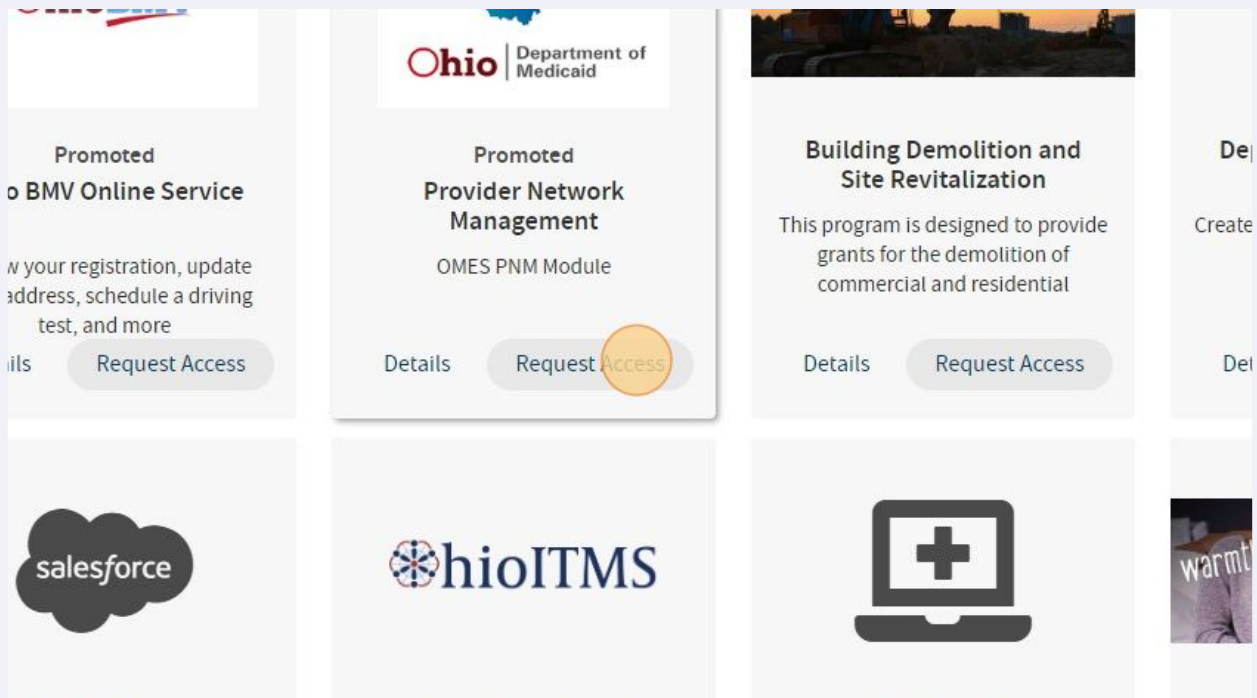 Ohio
Department of
Medicaid
Promoted
o BMV Online Service
w your registration, update
address, schedule a driving
test, and more
ils
Request Access
Promoted
Provider Network
Management
OMES PNM Module
Details
Request Access
Building Demolition and
Site Revitalization
This program is designed to provide
grants for the demolition of
commercial and residential
Details
Request Access
De
Create
Det
salesforce
OhioITMS
warmt